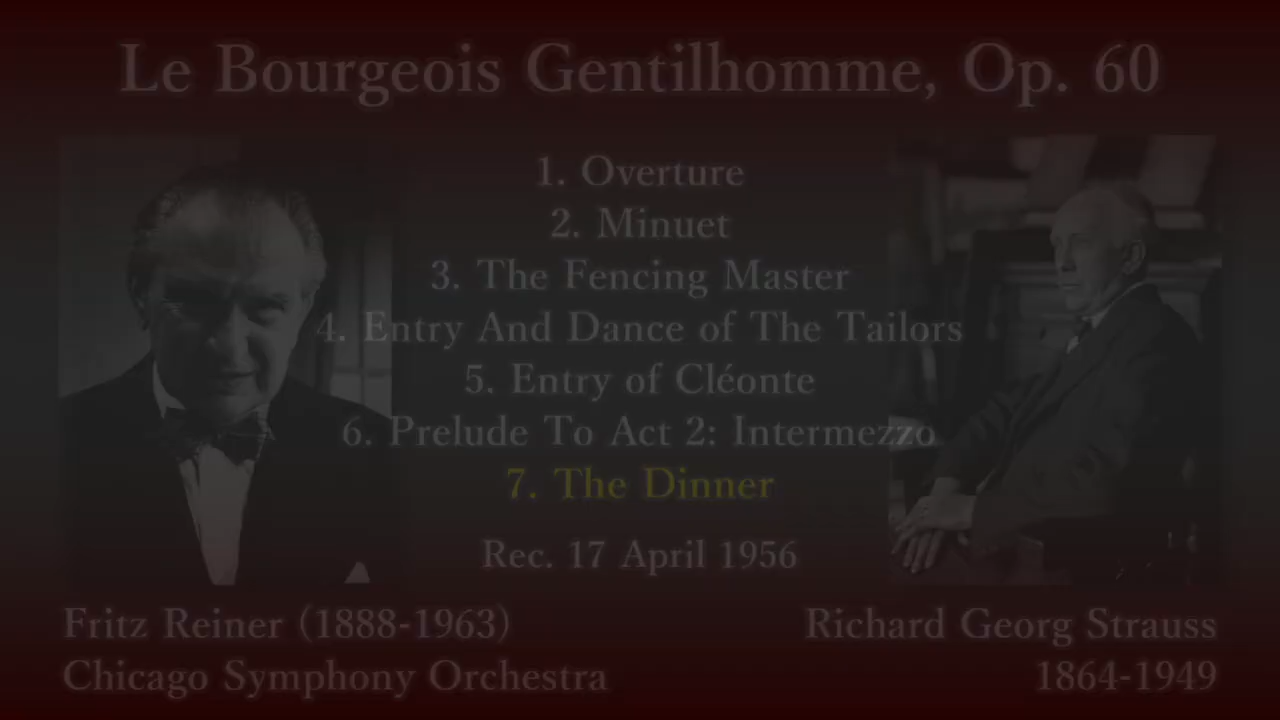 Le Bourgeois Gentilhomme, Op. 60
1. Overture
2. Minuet
3. The Fencing Master
4. Entry And Dance of The Tailors
5. Entry of Cléonte
6. Prelude To Act 2: Intermezzo
7. The Dinner
Rec. 17 April 1956
Fritz Reiner (1888-1963)
Chicago Symphony Orchestra
Richard Georg Strauss
1864-1949